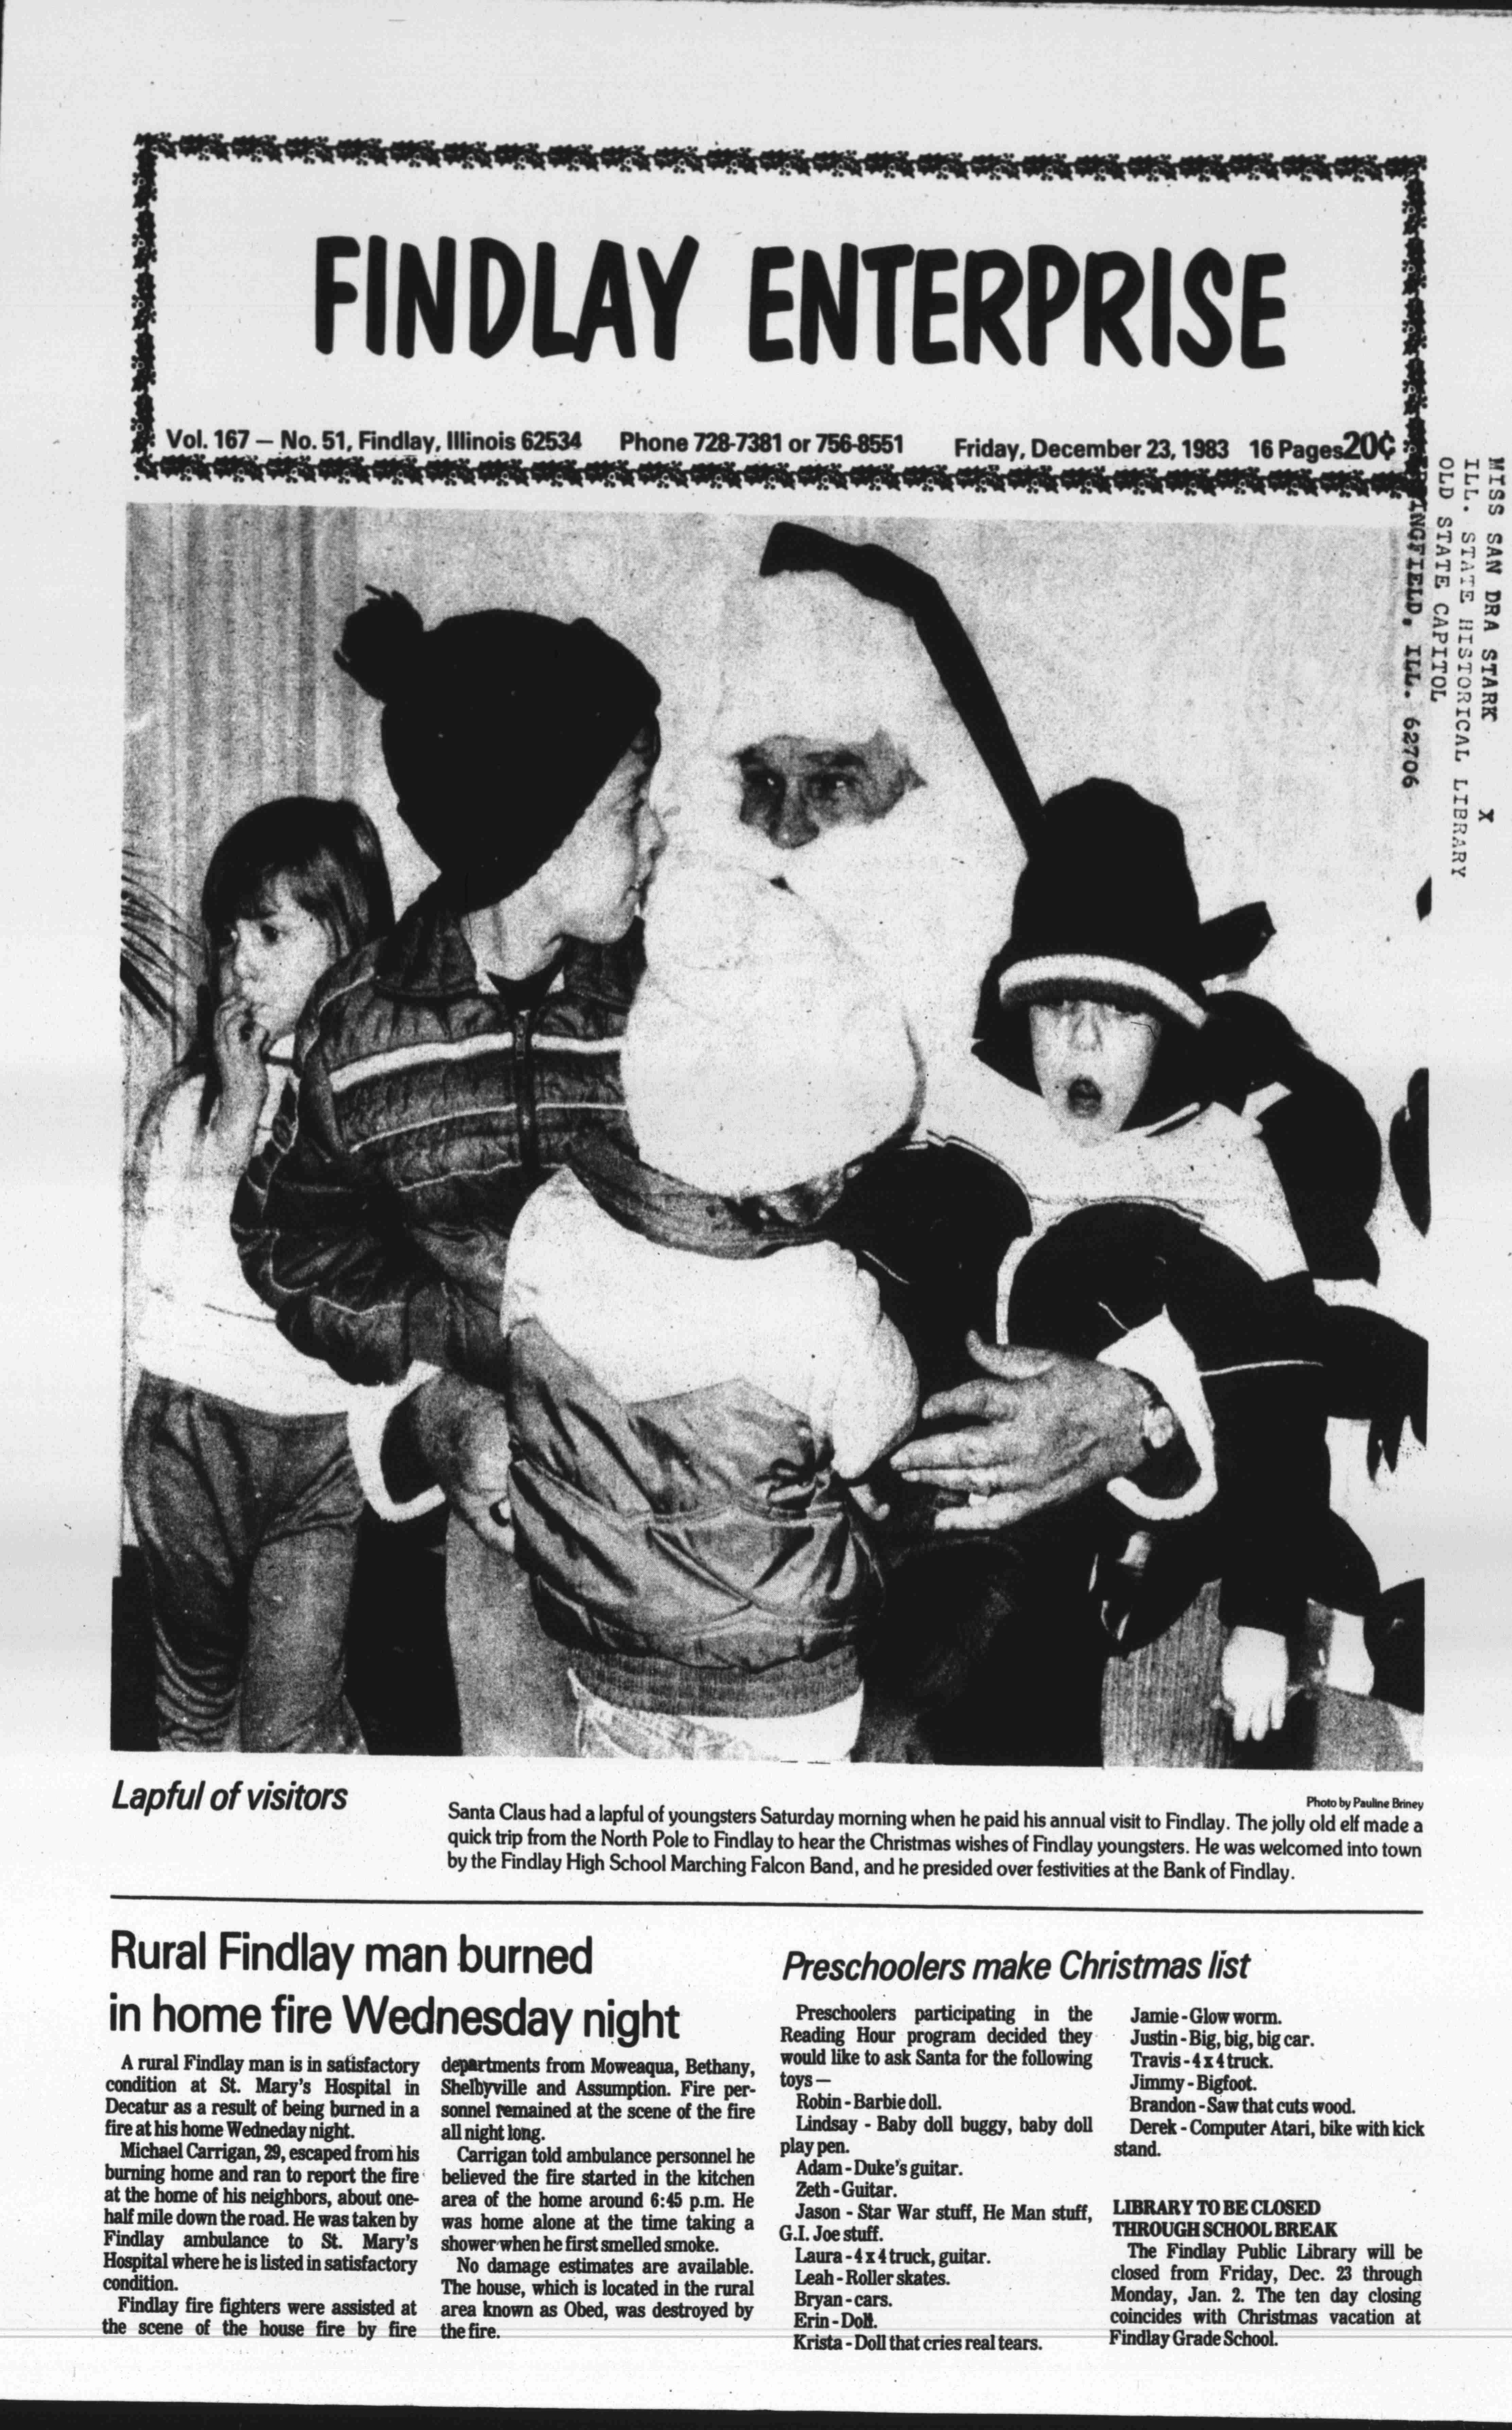 FINDLAY ENTERPRISE
Vol. 167 — No. 51, Findlay, Illinois 62534 Phone 728-7381 or 756-8551 Friday, December 23, 1983 16 Pages 20¢
MISS SAN DRA STARK X
ILL. STATE HISTORICAL LIBRARY
OLD STATE CAPITOL
INGFIELD, ILL. 62706
Lapful of visitors
Photo by Pauline Briney
Santa Claus had a lapful of youngsters Saturday morning when he paid his annual visit to Findlay. The jolly old elf made a
quick trip from the North Pole to Findlay to hear the Christmas wishes of Findlay youngsters. He was welcomed into town
by the Findlay High School Marching Falcon Band, and he presided over festivities at the Bank of Findlay.
Rural Findlay man burned
in home fire Wednesday night
A rural Findlay man is in satisfactory
condition at St. Mary's Hospital in
Decatur as a result of being burned in a
fire at his home Wedneday night.
Michael Carrigan, 29, escaped from his
burning home and ran to report the fire
at the home of his neighbors, about one-
half mile down the road. He was taken by
Findlay ambulance to St. Mary's
Hospital where he is listed in satisfactory
condition.
Findlay fire fighters were assisted at
the scene of the house fire by fire
departments from Moweaqua, Bethany,
Shelbyville and Assumption. Fire per-
sonnel remained at the scene of the fire
all night long.
Carrigan told ambulance personnel he
believed the fire started in the kitchen
area of the home around 6:45 p.m. He
was home alone at the time taking a
shower when he first smelled smoke.
No damage estimates are available.
The house, which is located in the rural
area known as Obed, was destroyed by
the fire.
Preschoolers make Christmas list
Preschoolers participating in the
Reading Hour program decided they
would like to ask Santa for the following
toys —
Robin - Barbie doll.
Lindsay - Baby doll buggy, baby doll
play pen.
Adam - Duke's guitar.
Zeth - Guitar.
Jason - Star War stuff, He Man stuff,
G.I. Joe stuff.
Laura - 4 x 4 truck, guitar.
Leah - Roller skates.
Bryan - cars.
Erin - Doll.
Krista - Doll that cries real tears.
Jamie - Glow worm.
Justin - Big, big, big car.
Travis - 4 x 4 truck.
Jimmy - Bigfoot.
Brandon - Saw that cuts wood.
Derek - Computer Atari, bike with kick
stand.
LIBRARY TO BE CLOSED
THROUGH SCHOOL BREAK
The Findlay Public Library will be
closed from Friday, Dec. 23 through
Monday, Jan. 2. The ten day closing
coincides with Christmas vacation at
Findlay Grade School.